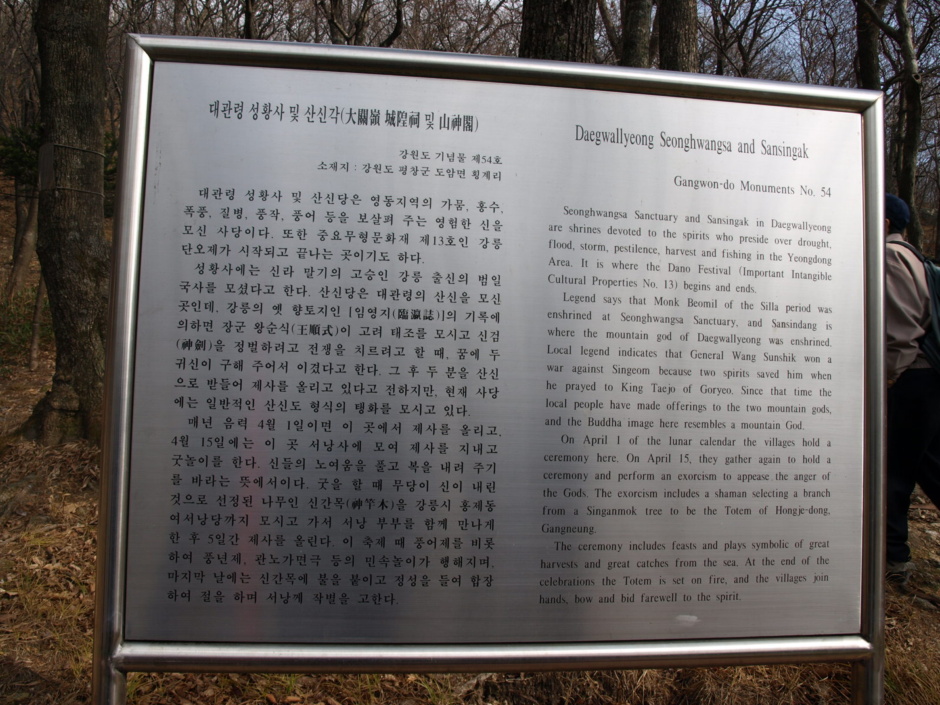 대관령 성황사 및 산신각(大關嶺 城隍祠 및 山神閣)
강원도 기념물 제54호
소재지 : 강원도 평창군 도암면 횡계리
대관령 성황사 및 산신당은 영동지역의 가뭄, 홍수,
폭풍, 질병, 풍작, 풍어 등을 보살펴 주는 영험한 신을
모신 사당이다. 또한 중요무형문화재 제13호인 강릉
단오제가 시작되고 끝나는 곳이기도 하다.
성황사에는 신라 말기의 고승인 강릉 출신의 범일
국사를 모셨다고 한다. 산신당은 대관령의 산신을 모신
곳인데, 강릉의 옛 향토지인 「임영지(臨瀛誌)」의 기록에
의하면 장군 왕순식(王順式)이 고려 태조를 모시고 신검
(神劍)을 정벌하려고 전쟁을 치르려고 할 때, 꿈에 두
귀신이 구해 주어서 이겼다고 한다. 그 후 두 분을 산신
으로 받들어 제사를 올리고 있다고 전하지만, 현재 사당
에는 일반적인 산신도 형식의 탱화를 모시고 있다.
매년 음력 4월 1일이면 이 곳에서 제사를 올리고,
4월 15일에는 이 곳 서낭사에 모여 제사를 지내고
굿놀이를 한다. 신들의 노여움을 풀고 복을 내려 주기
를 바라는 뜻에서이다. 굿을 할 때 무당이 신이 내린
것으로 선정된 나무인 신간목(神竿木)을 강릉시 홍제동
여서낭당까지 모시고 가서 서낭 부부를 함께 만나게
한 후 5일간 제사를 올린다. 이 축제 때 풍어제를 비롯
하여 풍년제, 관노가면극 등의 민속놀이가 행해지며,
마지막 날에는 신간목에 불을 붙이고 정성을 들여 합장
하여 절을 하며 서낭께 작별을 고한다.
Daegwallyeong Seonghwangsa and Sansingak
Gangwon-do Monuments No. 54
Seonghwangsa Sanctuary and Sansingak in Daegwallyeong
are shrines devoted to the spirits who preside over drought,
flood, storm, pestilence, harvest and fishing in the Yeongdong
Area. It is where the Dano Festival (Important Intangible
Cultural Properties No. 13) begins and ends.
Legend says that Monk Beomil of the Silla period was
enshrined at Seonghwangsa Sanctuary, and Sansindang is
where the mountain god of Daegwallyeong was enshrined.
Local legend indicates that General Wang Sunshik won a
war against Singeom because two spirits saved him when
he prayed to King Taejo of Goryeo. Since that time the
local people have made offerings to the two mountain gods,
and the Buddha image here resembles a mountain God.
On April 1 of the lunar calendar the villages hold a
ceremony here. On April 15, they gather again to hold a
ceremony and perform an exorcism to appease the anger of
the Gods. The exorcism includes a shaman selecting a branch
from a Singanmok tree to be the Totem of Hongje-dong,
Gangneung.
The ceremony includes feasts and plays symbolic of great
harvests and great catches from the sea. At the end of the
celebrations the Totem is set on fire, and the villages join
hands, bow and bid farewell to the spirit.